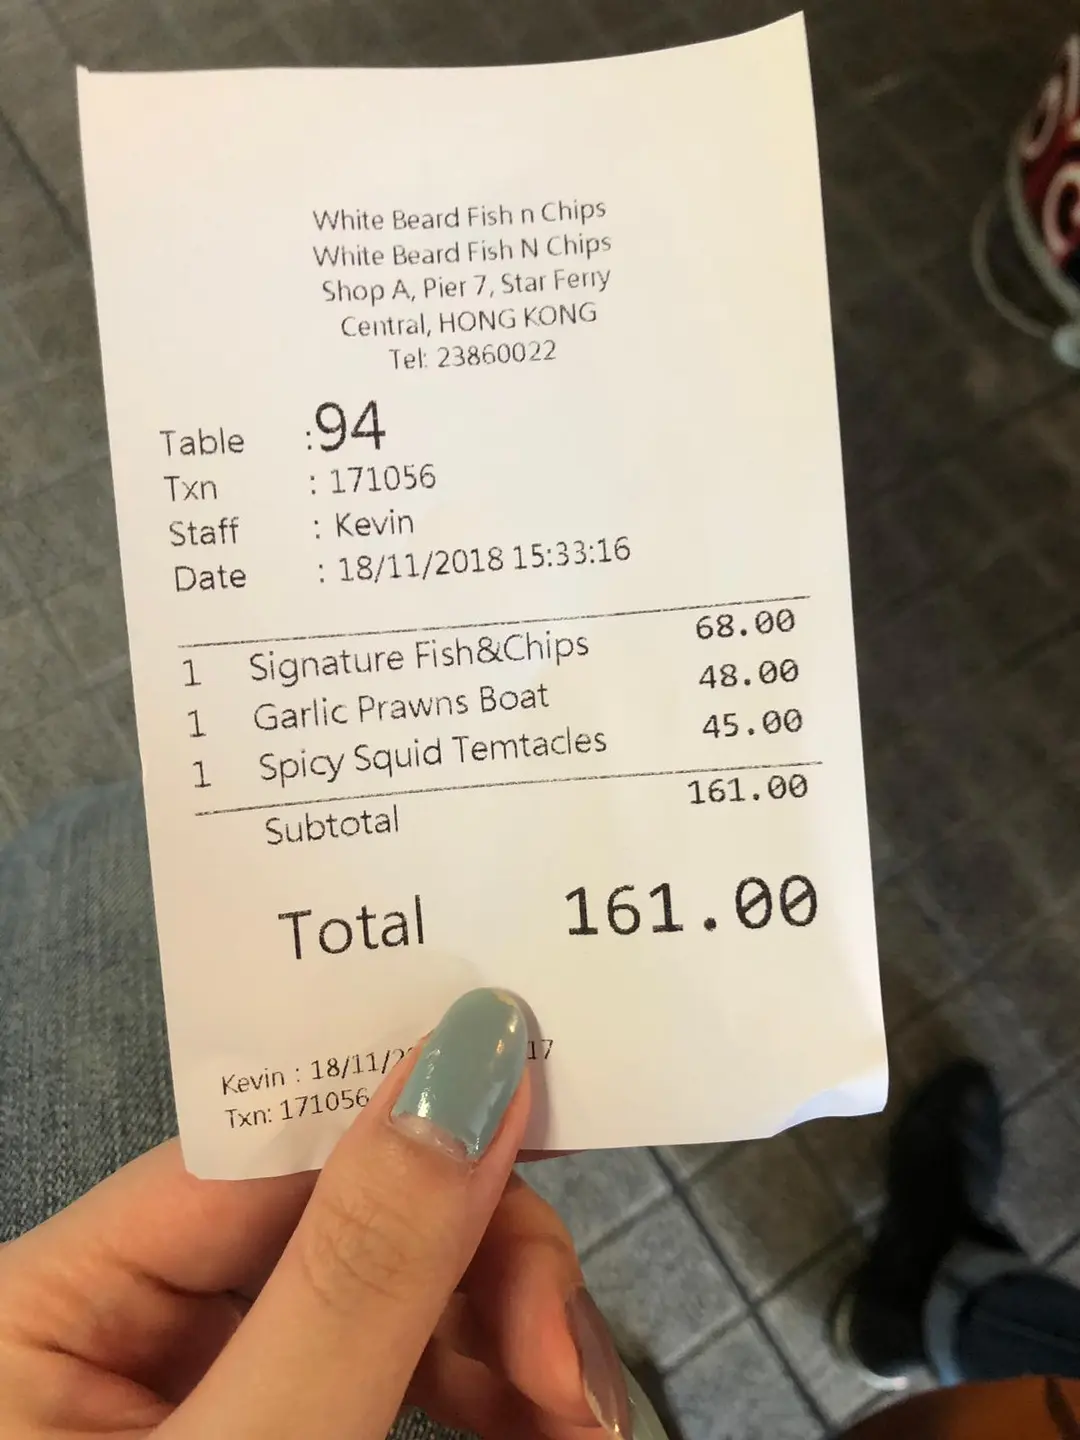 White Beard Fish n Chips
White Beard Fish N Chips
Shop A, Pier 7, Star Ferry
Central, HONG KONG
Tel: 23860022
Table :94
Txn : 171056
Staff : Kevin
Date : 18/11/2018 15:33:16
1 Signature Fish&Chips 68.00
1 Garlic Prawns Boat 48.00
1 Spicy Squid Temtacles 45.00
Subtotal 161.00
Total 161.00
Kevin : 18/11/2 17
Txn: 171056